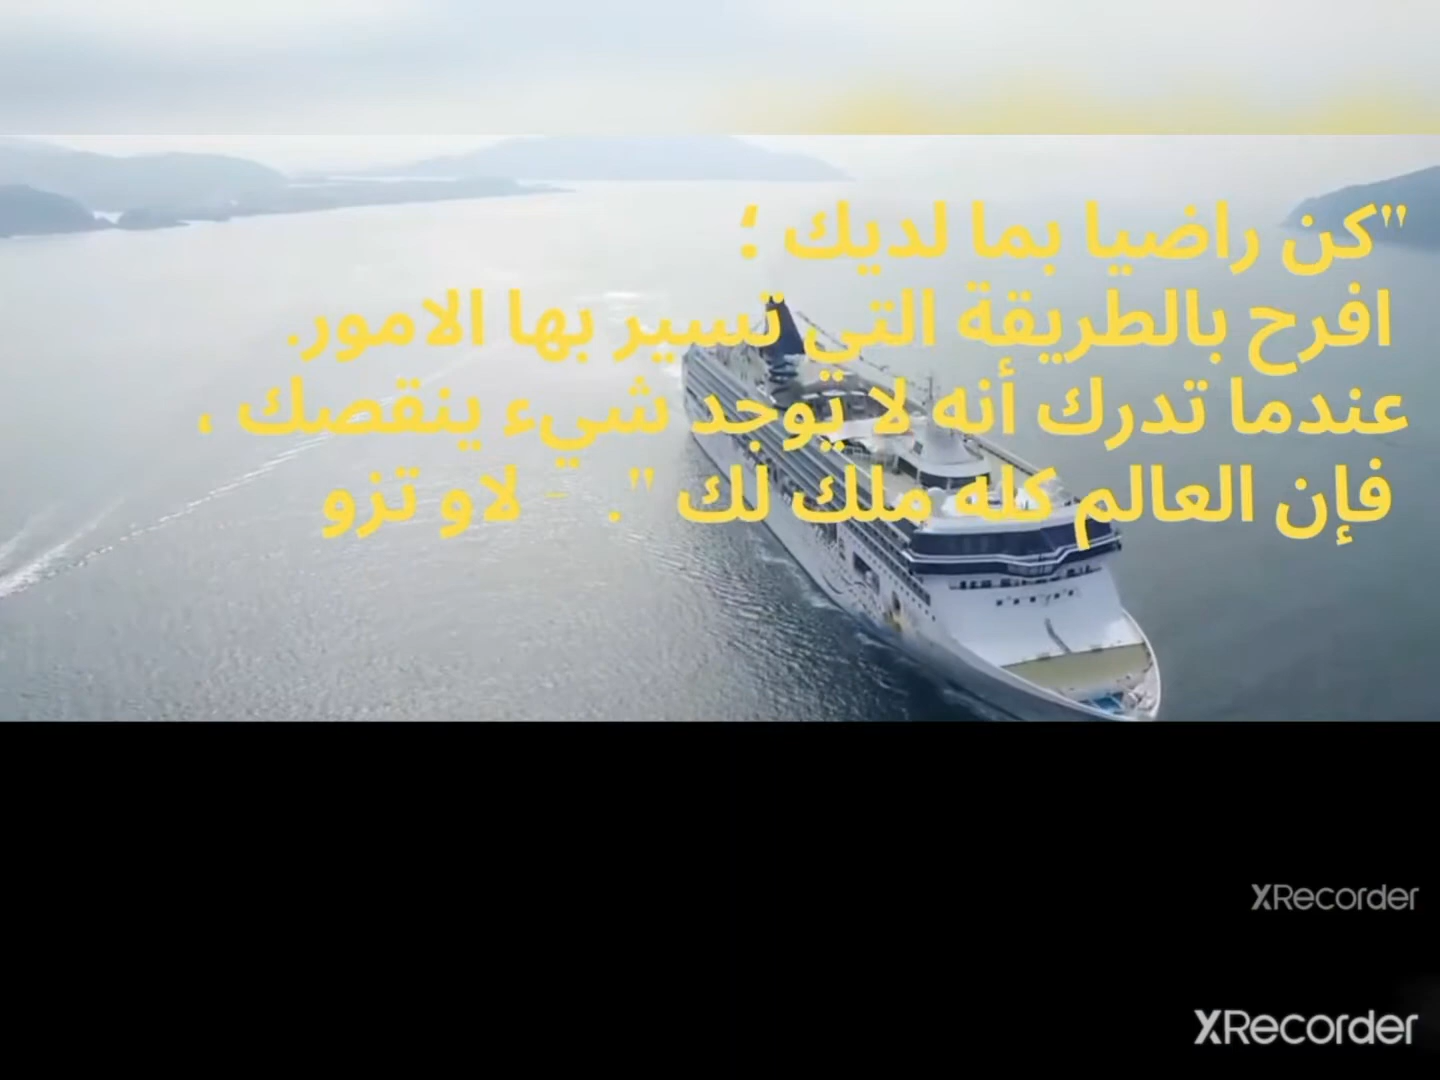 "كن راضيا بما لديك ؛
افرح بالطريقة التي تسير بها الامور.
عندما تدرك أنه لا يوجد شيء ينقصك ،
فإن العالم كله ملك لك ". - لاو تزو
XRecorder
XRecorder